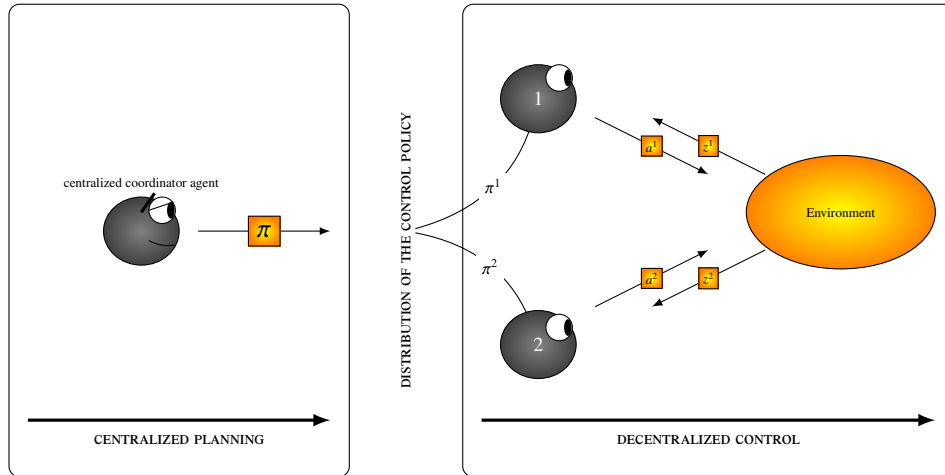 centralized coordinator agent
π
CENTRALIZED PLANNING
DISTRIBUTION OF THE CONTROL POLICY
π¹
π²
1
2
a¹
z¹
a²
z²
Environment
DECENTRALIZED CONTROL